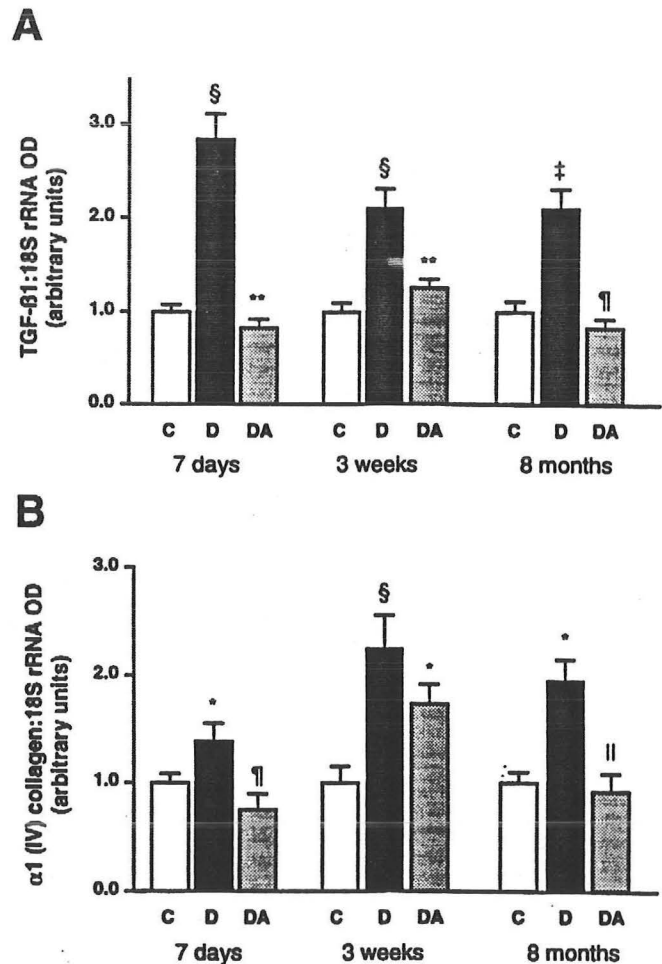 A
TGF-ß1:18S rRNA OD
(arbitrary units)
3.0
2.0
1.0
0.0
§
**
§
**
‡
¶
C D DA C D DA C D DA
7 days 3 weeks 8 months
B
α1 (IV) collagen:18S rRNA OD
(arbitrary units)
3.0
2.0
1.0
0.0
*
¶
§
*
*
||
C D DA C D DA C D DA
7 days 3 weeks 8 months